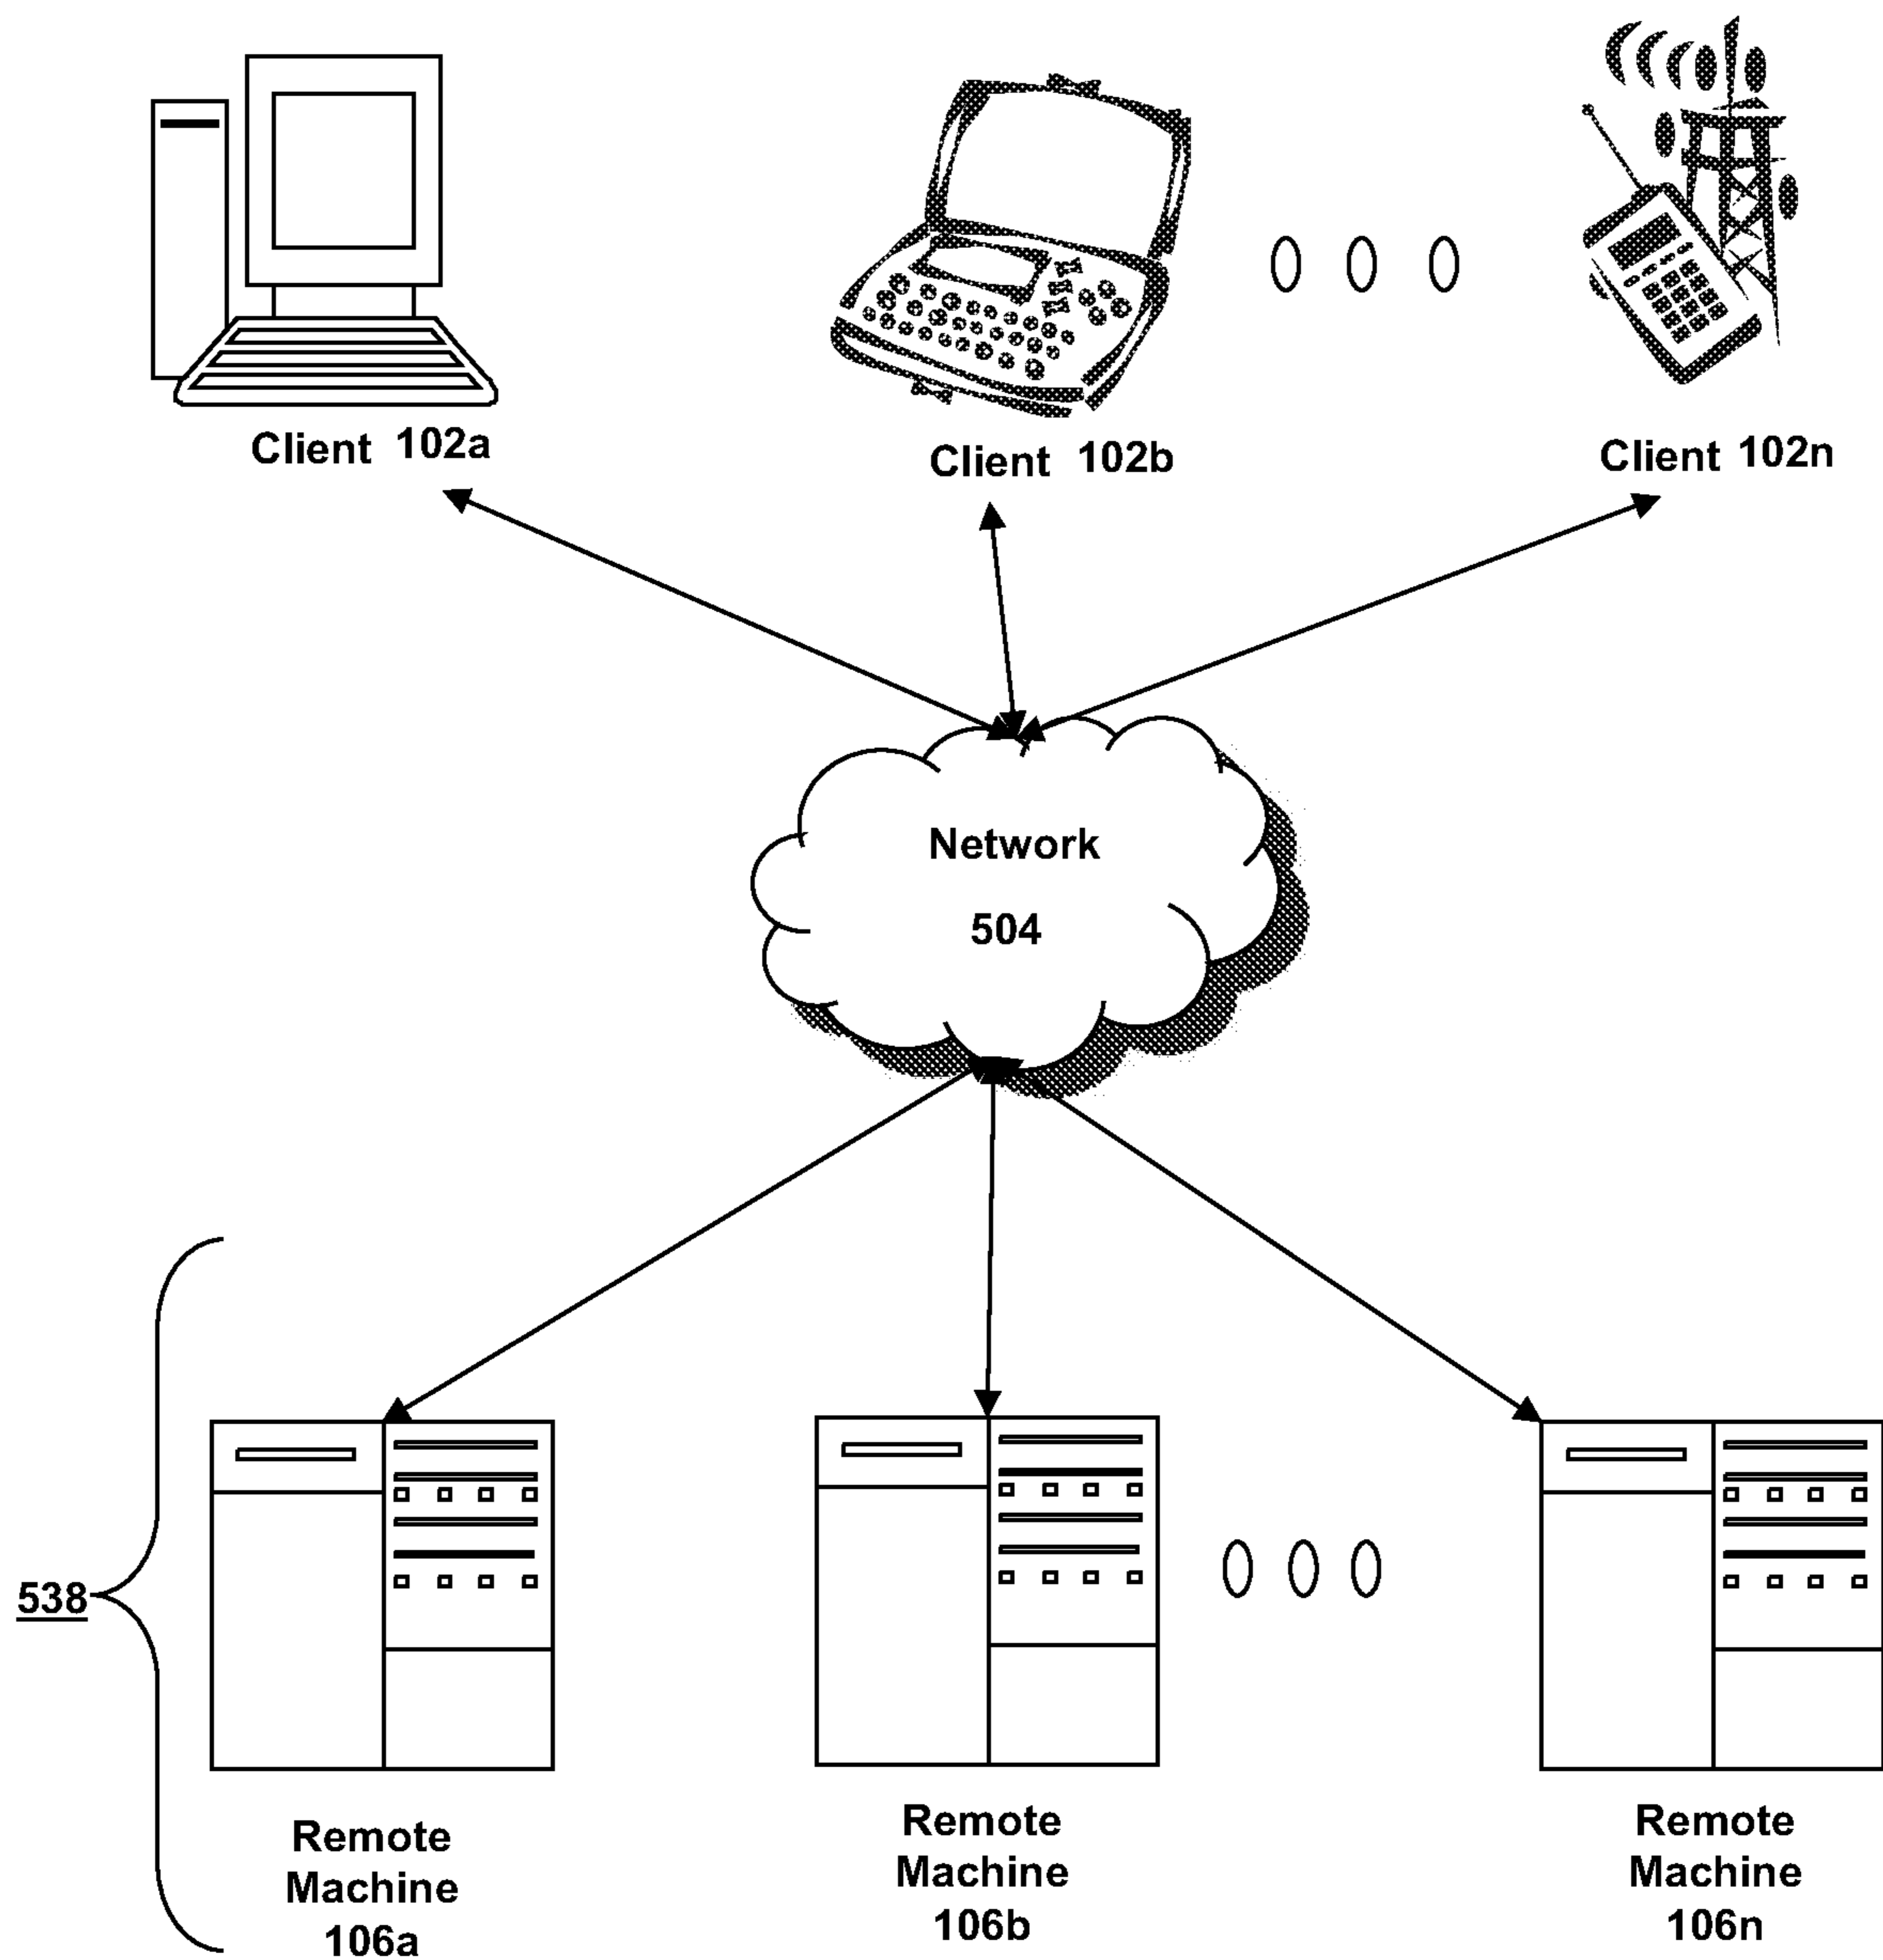 Client 102a
Client 102b
Client 102n
Network
504
538
Remote
Machine
106a
Remote
Machine
106b
Remote
Machine
106n